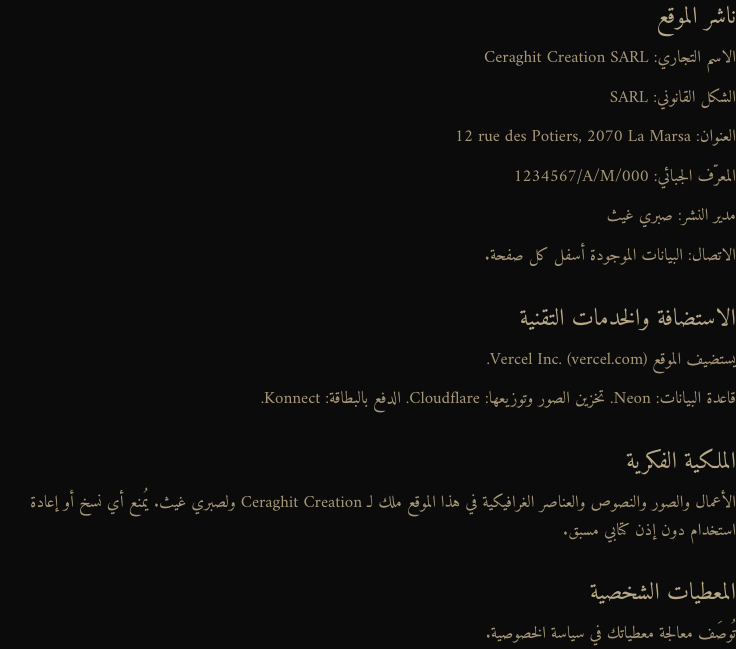 ناشر الموقع
الاسم التجاري: Ceraghit Creation SARL
الشكل القانوني: SARL
العنوان: 12 rue des Potiers, 2070 La Marsa
المعرّف الجبائي: 1234567/A/M/000
مدير النشر: صبري غيث
الاتصال: البيانات الموجودة أسفل كل صفحة.
الاستضافة والخدمات التقنية
يستضيف الموقع Vercel Inc. (vercel.com).
قاعدة البيانات: Neon. تخزين الصور وتوزيعها: Cloudflare. الدفع بالبطاقة: Konnect.
الملكية الفكرية
الأعمال والصور والنصوص والعناصر الغرافيكية في هذا الموقع ملك لـ Ceraghit Creation ولصبري غيث. يُمنع أي نسخ أو إعادة
استخدام دون إذن كتابي مسبق.
المعطيات الشخصية
تُوصَف معالجة معطياتك في سياسة الخصوصية.